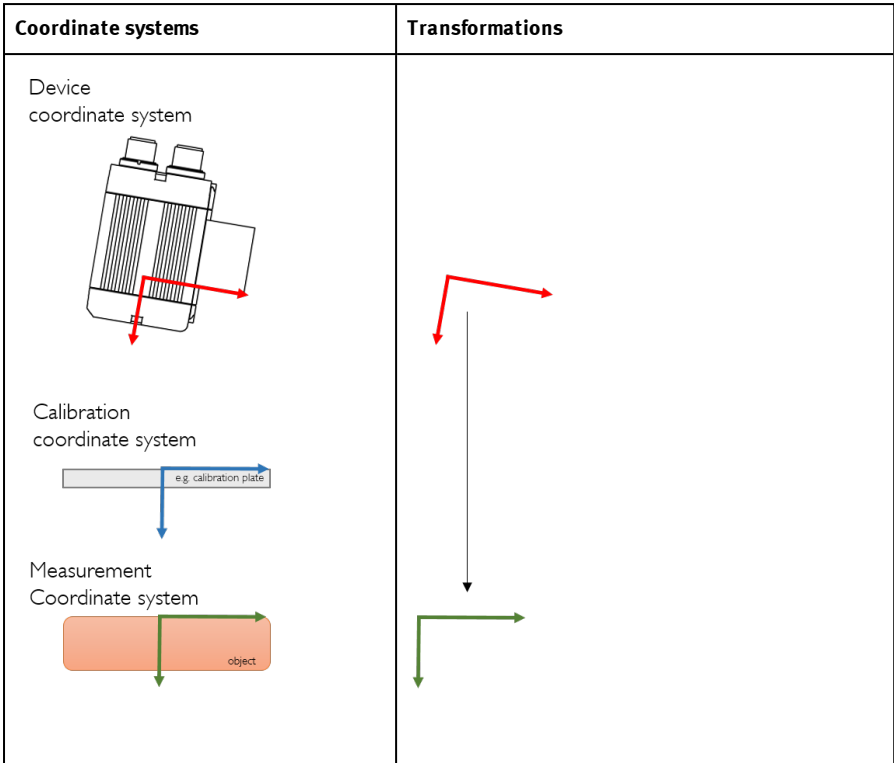 Coordinate systems
Transformations
Device
coordinate system
Calibration
coordinate system
e.g. calibration plate
Measurement
Coordinate system
object